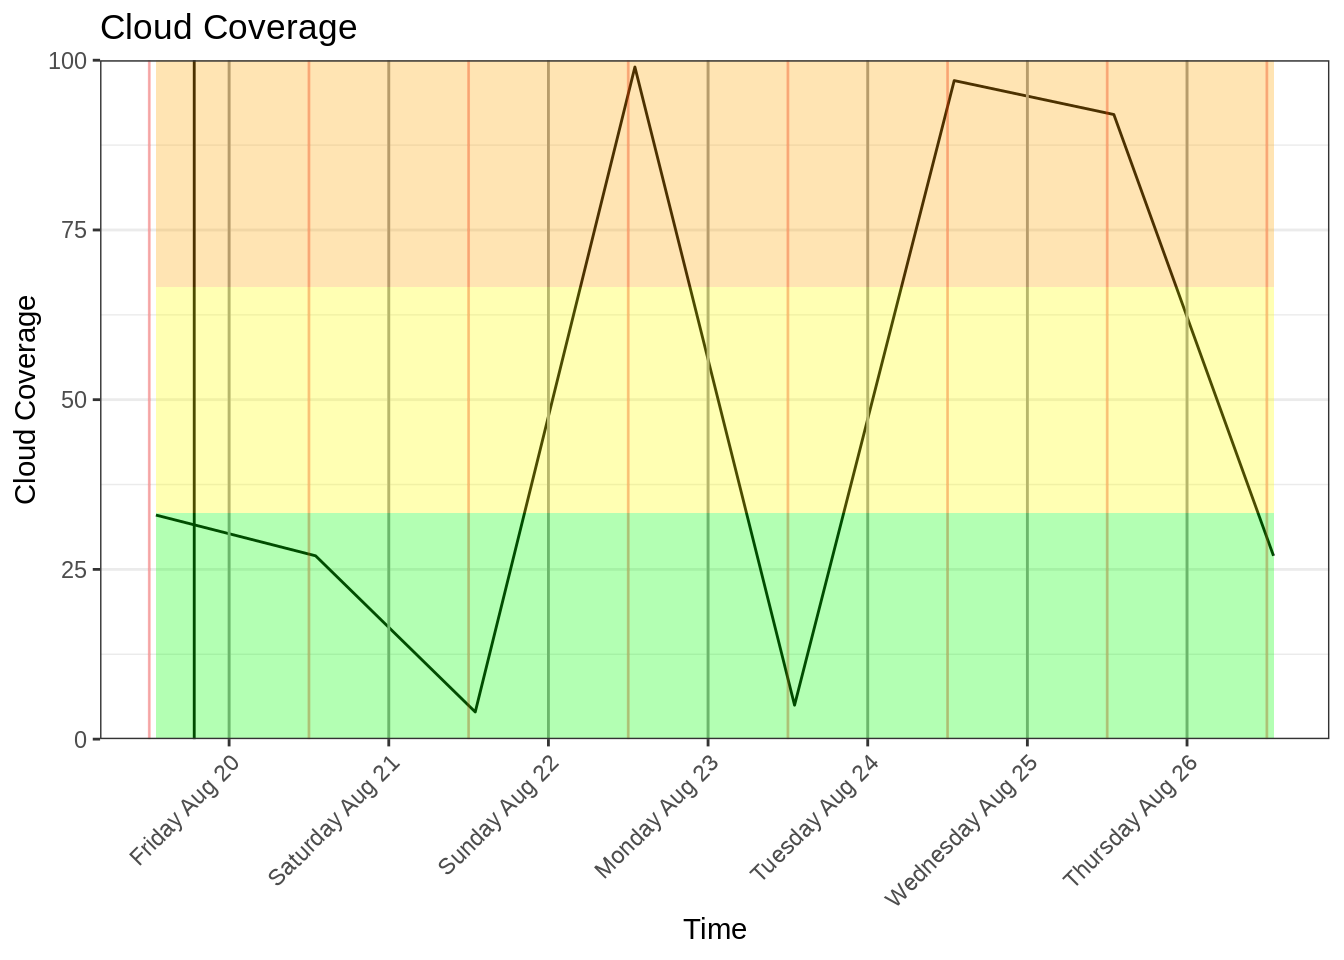 Cloud Coverage
100
75
50
25
0
Cloud Coverage
Friday Aug 20
Saturday Aug 21
Sunday Aug 22
Monday Aug 23
Tuesday Aug 24
Wednesday Aug 25
Thursday Aug 26
Time